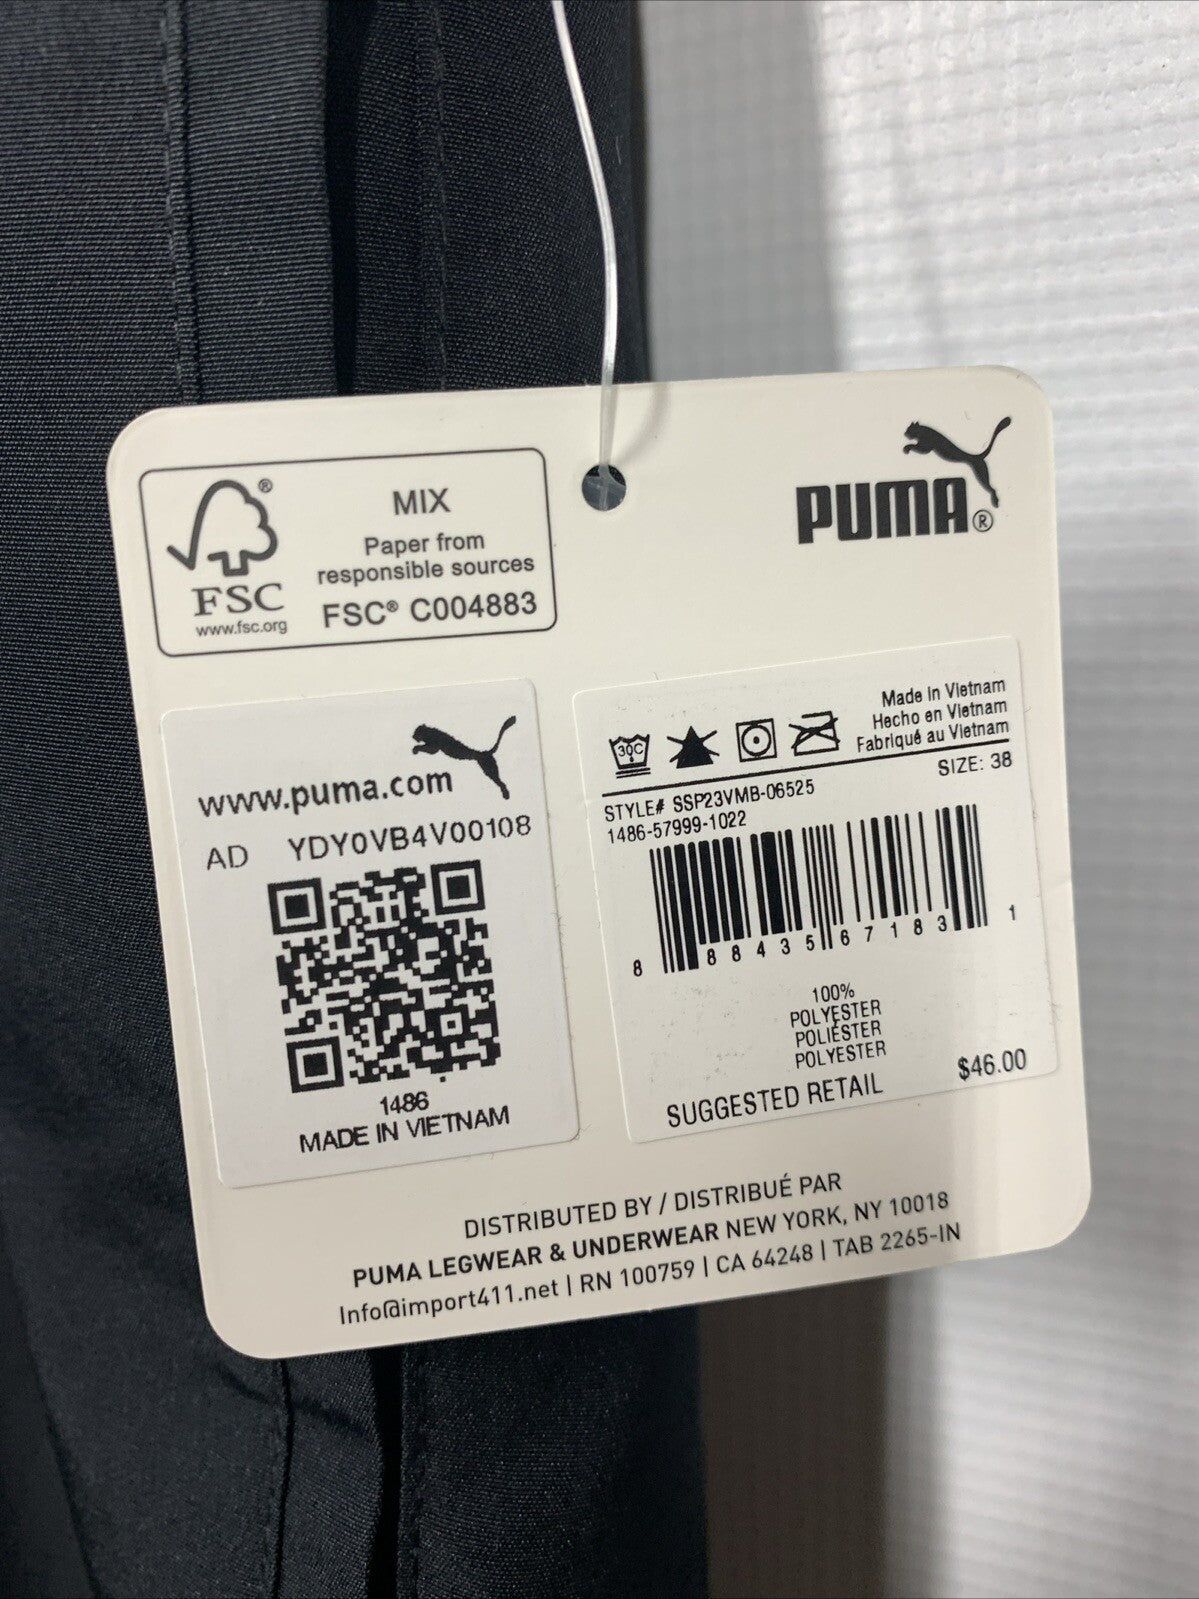 MIX
Paper from
responsible sources
FSC® C004883
®
FSC
www.fsc.org
PUMA®
www.puma.com
AD YDY0VB4V00108
1486
MADE IN VIETNAM
Made in Vietnam
Hecho en Vietnam
Fabriqué au Vietnam
30C
SIZE: 38
STYLE# SSP23VMB-06525
1486-57999-1022
8 88435 67183 1
100%
POLYESTER
POLIÉSTER
POLYESTER
SUGGESTED RETAIL $46.00
DISTRIBUTED BY / DISTRIBUÉ PAR
PUMA LEGWEAR & UNDERWEAR NEW YORK, NY 10018
Info@import411.net | RN 100759 | CA 64248 | TAB 2265-IN